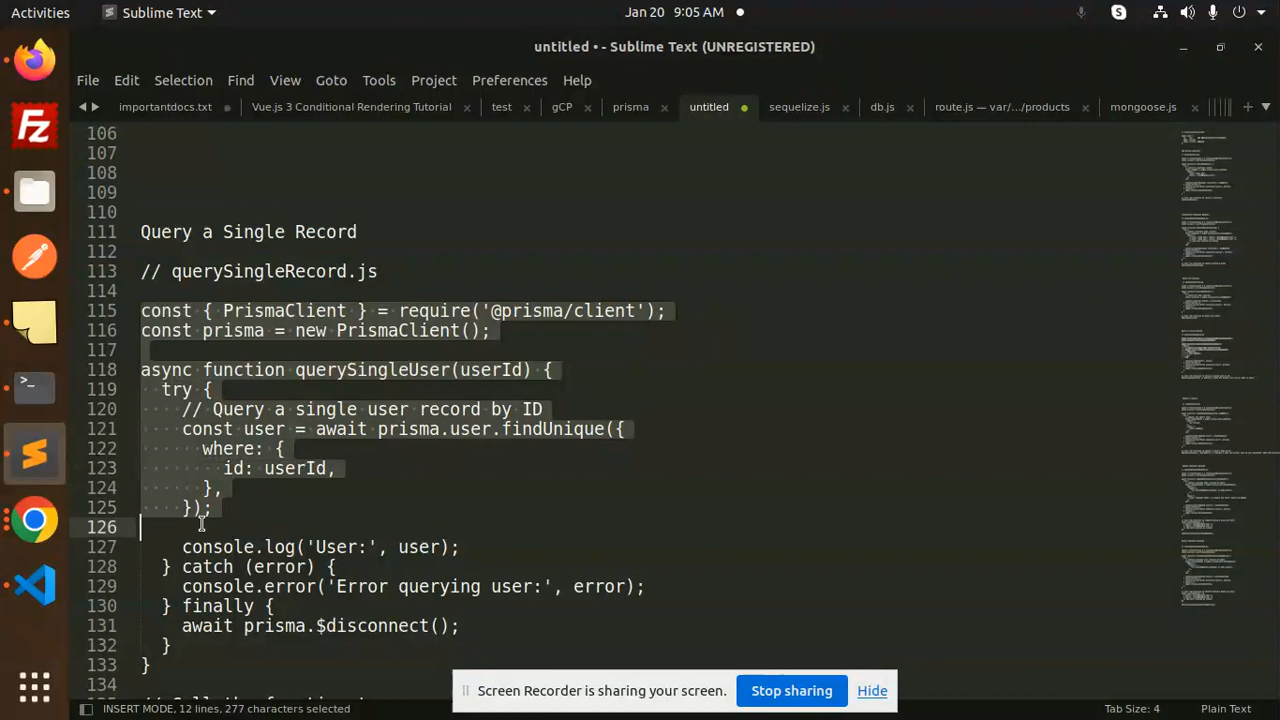 Activities Sublime Text Jan 20 9:05 AM
untitled • - Sublime Text (UNREGISTERED)
File Edit Selection Find View Goto Tools Project Preferences Help
importantdocs.txt Vue.js 3 Conditional Rendering Tutorial test gCP prisma untitled sequelize.js db.js route.js — var/…/products mongoose.js
106
107
108
109
110
111 Query a Single Record
112
113 // querySingleRecord.js
114
115 const { PrismaClient } = require('@prisma/client');
116 const prisma = new PrismaClient();
117
118 async function querySingleUser(userId) {
119 try {
120 // Query a single user record by ID
121 const user = await prisma.user.findUnique({
122 where: {
123 id: userId,
124 },
125 });
126
127 console.log('User:', user);
128 } catch (error) {
129 console.error('Error querying user:', error);
130 } finally {
131 await prisma.$disconnect();
132 }
133 }
134
Screen Recorder is sharing your screen. Stop sharing Hide
INSERT MODE, 12 lines, 277 characters selected Tab Size: 4 Plain Text